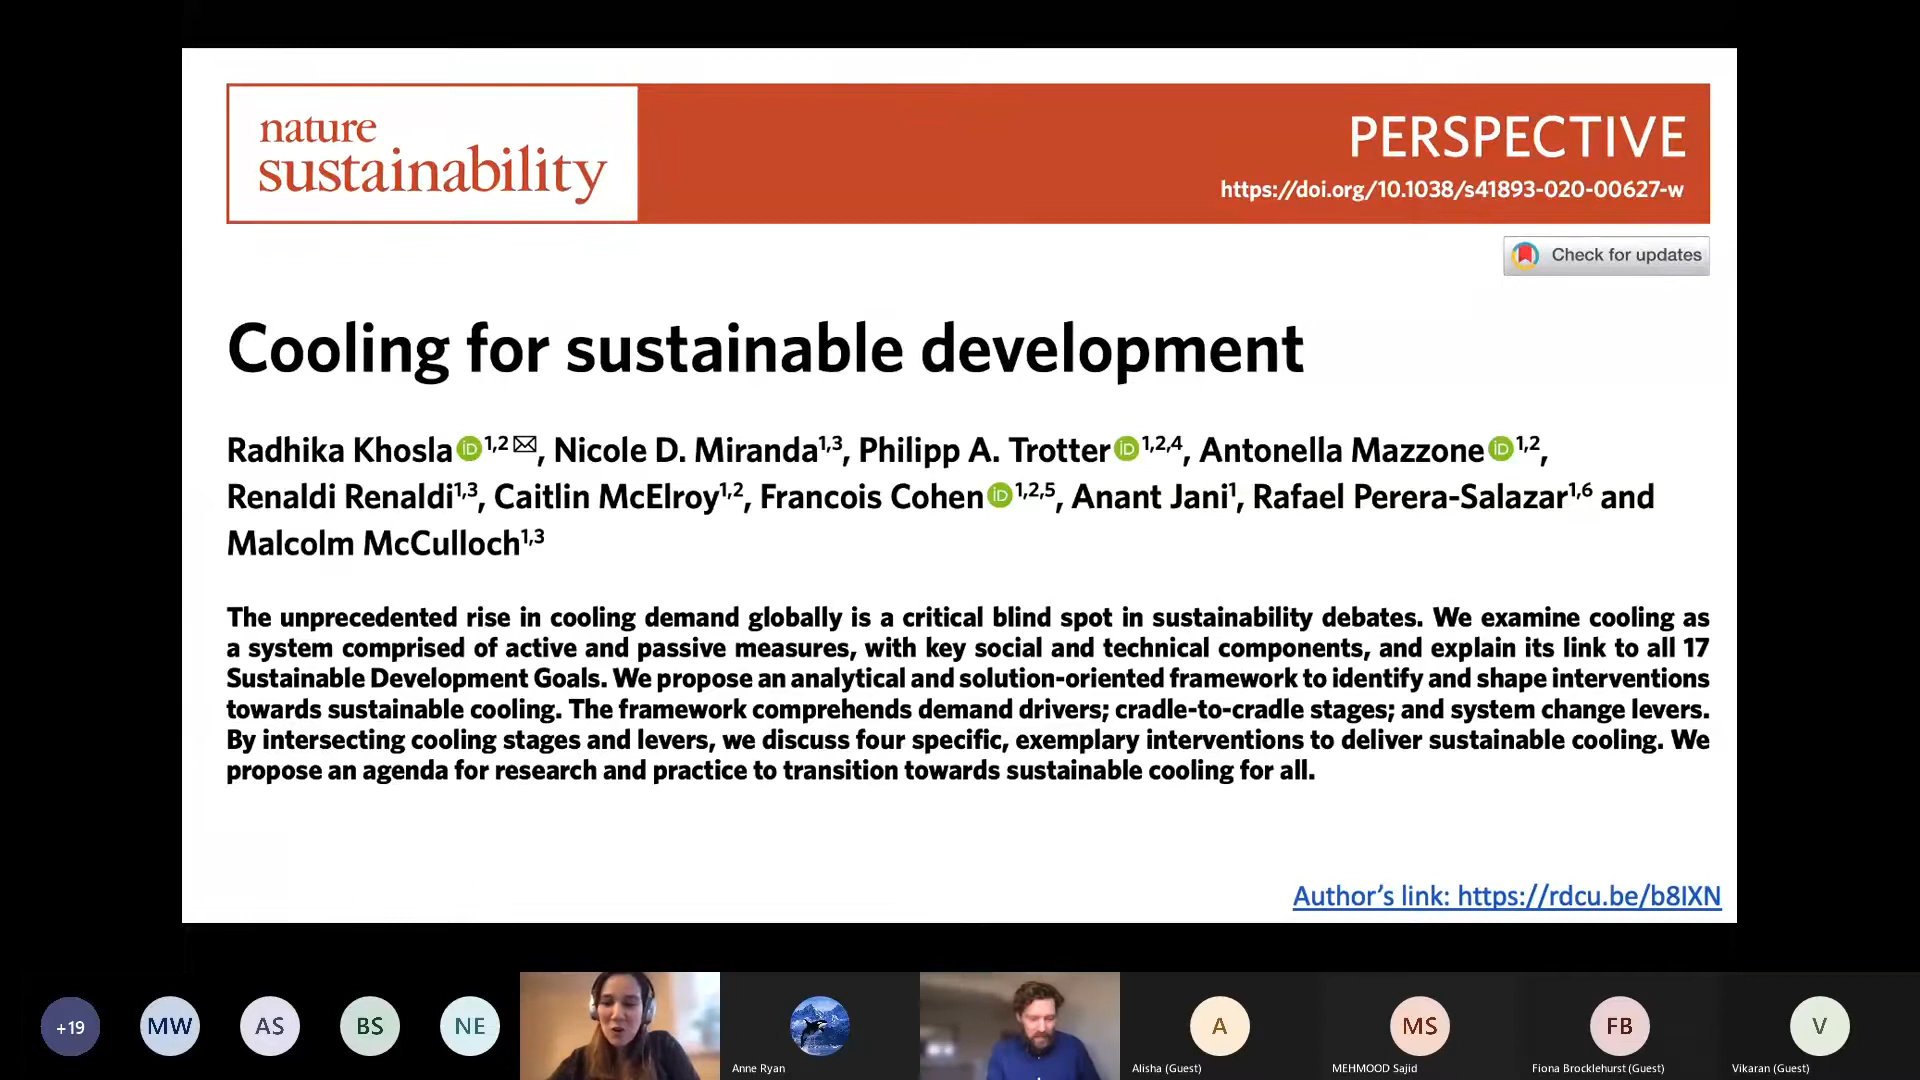 nature
sustainability
PERSPECTIVE
https://doi.org/10.1038/s41893-020-00627-w
Check for updates
Cooling for sustainable development
Radhika Khosla iD 1,2 ✉, Nicole D. Miranda1,3, Philipp A. Trotter iD 1,2,4, Antonella Mazzone iD 1,2,
Renaldi Renaldi1,3, Caitlin McElroy1,2, Francois Cohen iD 1,2,5, Anant Jani1, Rafael Perera-Salazar1,6 and
Malcolm McCulloch1,3
The unprecedented rise in cooling demand globally is a critical blind spot in sustainability debates. We examine cooling as
a system comprised of active and passive measures, with key social and technical components, and explain its link to all 17
Sustainable Development Goals. We propose an analytical and solution-oriented framework to identify and shape interventions
towards sustainable cooling. The framework comprehends demand drivers; cradle-to-cradle stages; and system change levers.
By intersecting cooling stages and levers, we discuss four specific, exemplary interventions to deliver sustainable cooling. We
propose an agenda for research and practice to transition towards sustainable cooling for all.
Author's link: https://rdcu.be/b8IXN
+19 MW AS BS NE A MS FB V
Anne Ryan Alisha (Guest) MEHMOOD Sajid Fiona Brocklehurst (Guest) Vikaran (Guest)